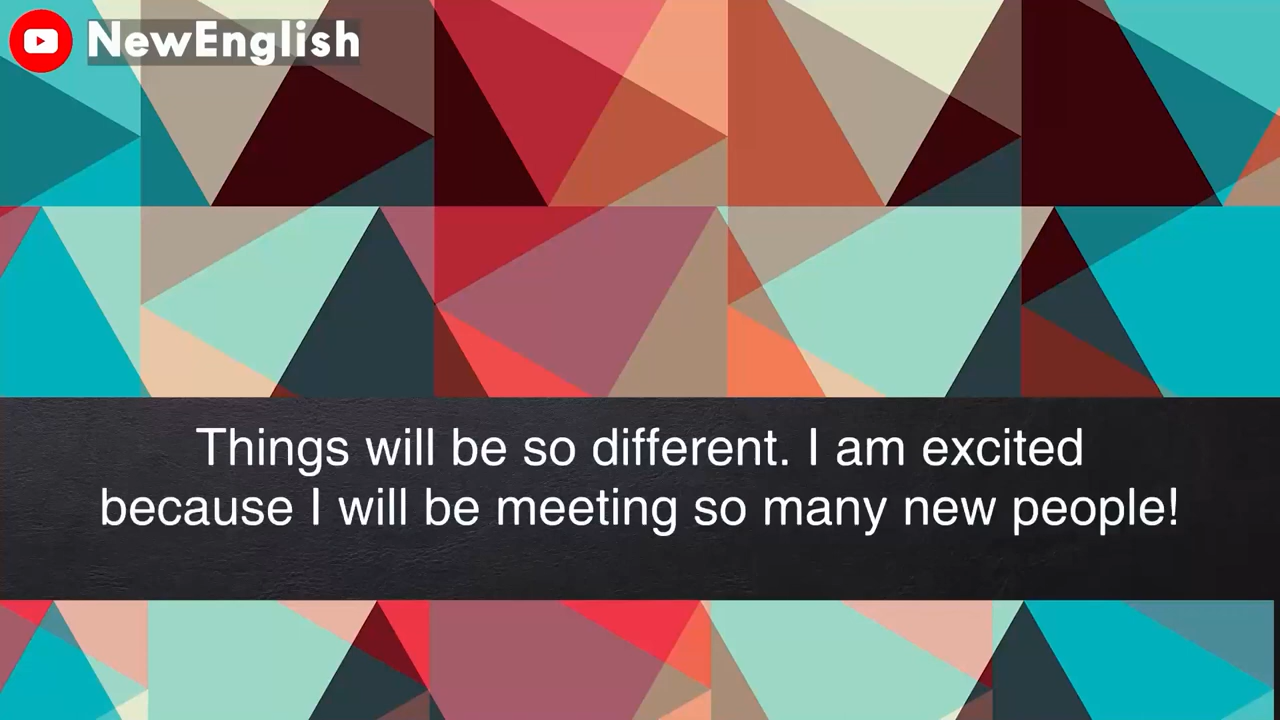 NewEnglish
Things will be so different. I am excited
because I will be meeting so many new people!